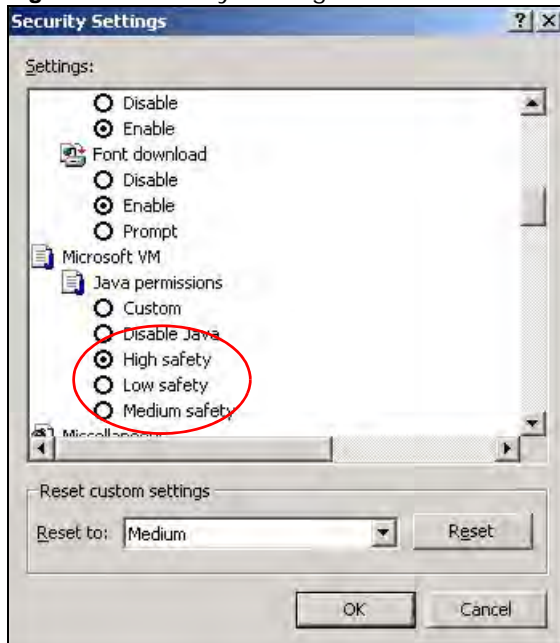 Security Settings
Settings:
Disable
Enable
Font download
Disable
Enable
Prompt
Microsoft VM
Java permissions
Custom
Disable Java
High safety
Low safety
Medium safety
Miscellaneous
Reset custom settings
Reset to: Medium Reset
OK Cancel